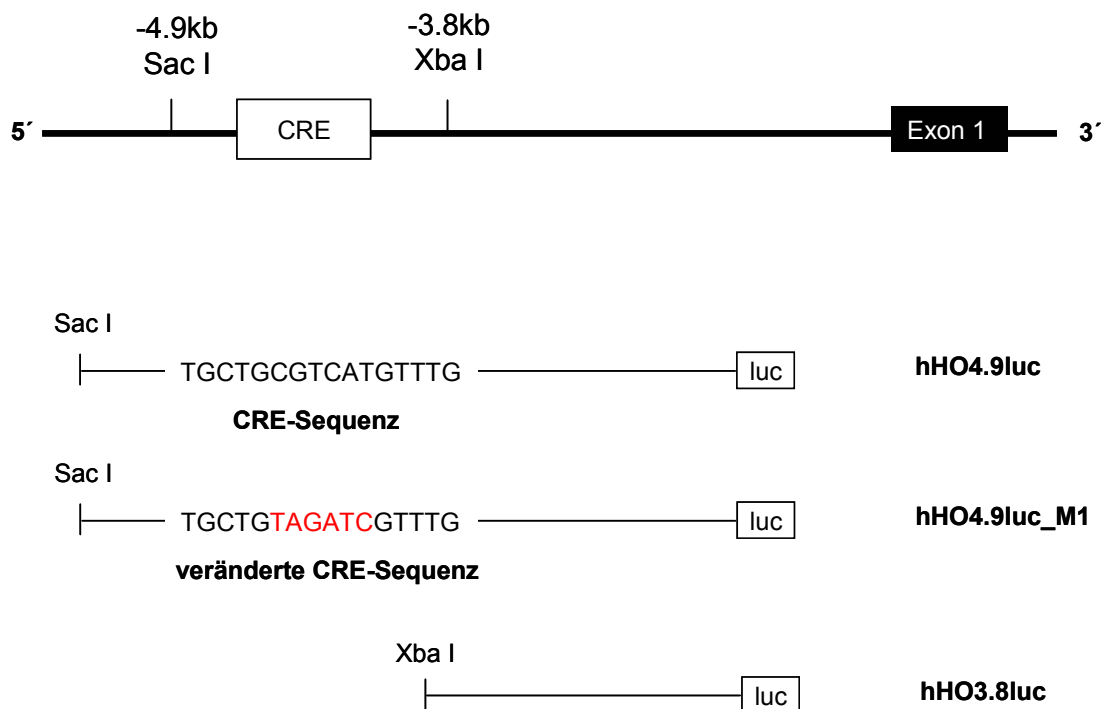 -4.9kb
Sac I
-3.8kb
Xba I
5´
CRE
Exon 1
3´
Sac I
TGCTGCGTCATGTTTG
luc
hHO4.9luc
CRE-Sequenz
Sac I
TGCTGTAGATCGTTTG
luc
hHO4.9luc_M1
veränderte CRE-Sequenz
Xba I
luc
hHO3.8luc